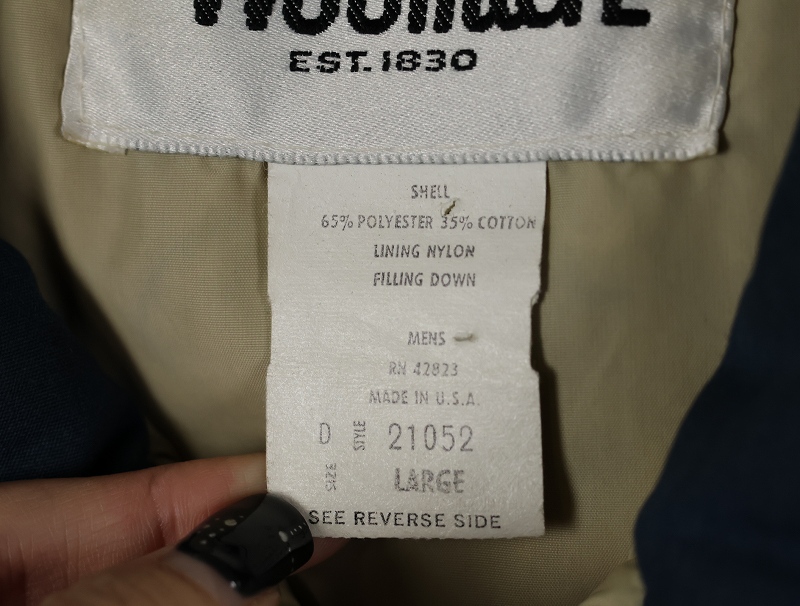 Woolrich
EST. 1830
SHELL
65% POLYESTER 35% COTTON
LINING NYLON
FILLING DOWN
MENS
RN 42823
MADE IN U.S.A.
D STYLE 21052
SIZE LARGE
SEE REVERSE SIDE